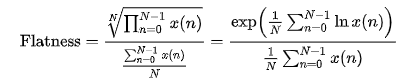 Flatness = \frac{\sqrt[N]{\prod_{n=0}^{N-1} x(n)}}{\frac{\sum_{n=0}^{N-1} x(n)}{N}} = \frac{\exp\left(\frac{1}{N} \sum_{n=0}^{N-1} \ln x(n)\right)}{\frac{1}{N} \sum_{n=0}^{N-1} x(n)}